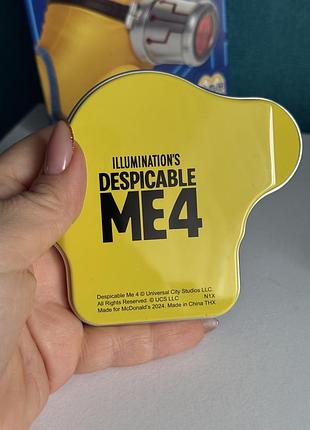 ILLUMINATION'S
DESPICABLE
ME4
Despicable Me 4 © Universal City Studios LLC.
All Rights Reserved. © UCS LLC N1X
Made for McDonald's 2024. Made in China THX